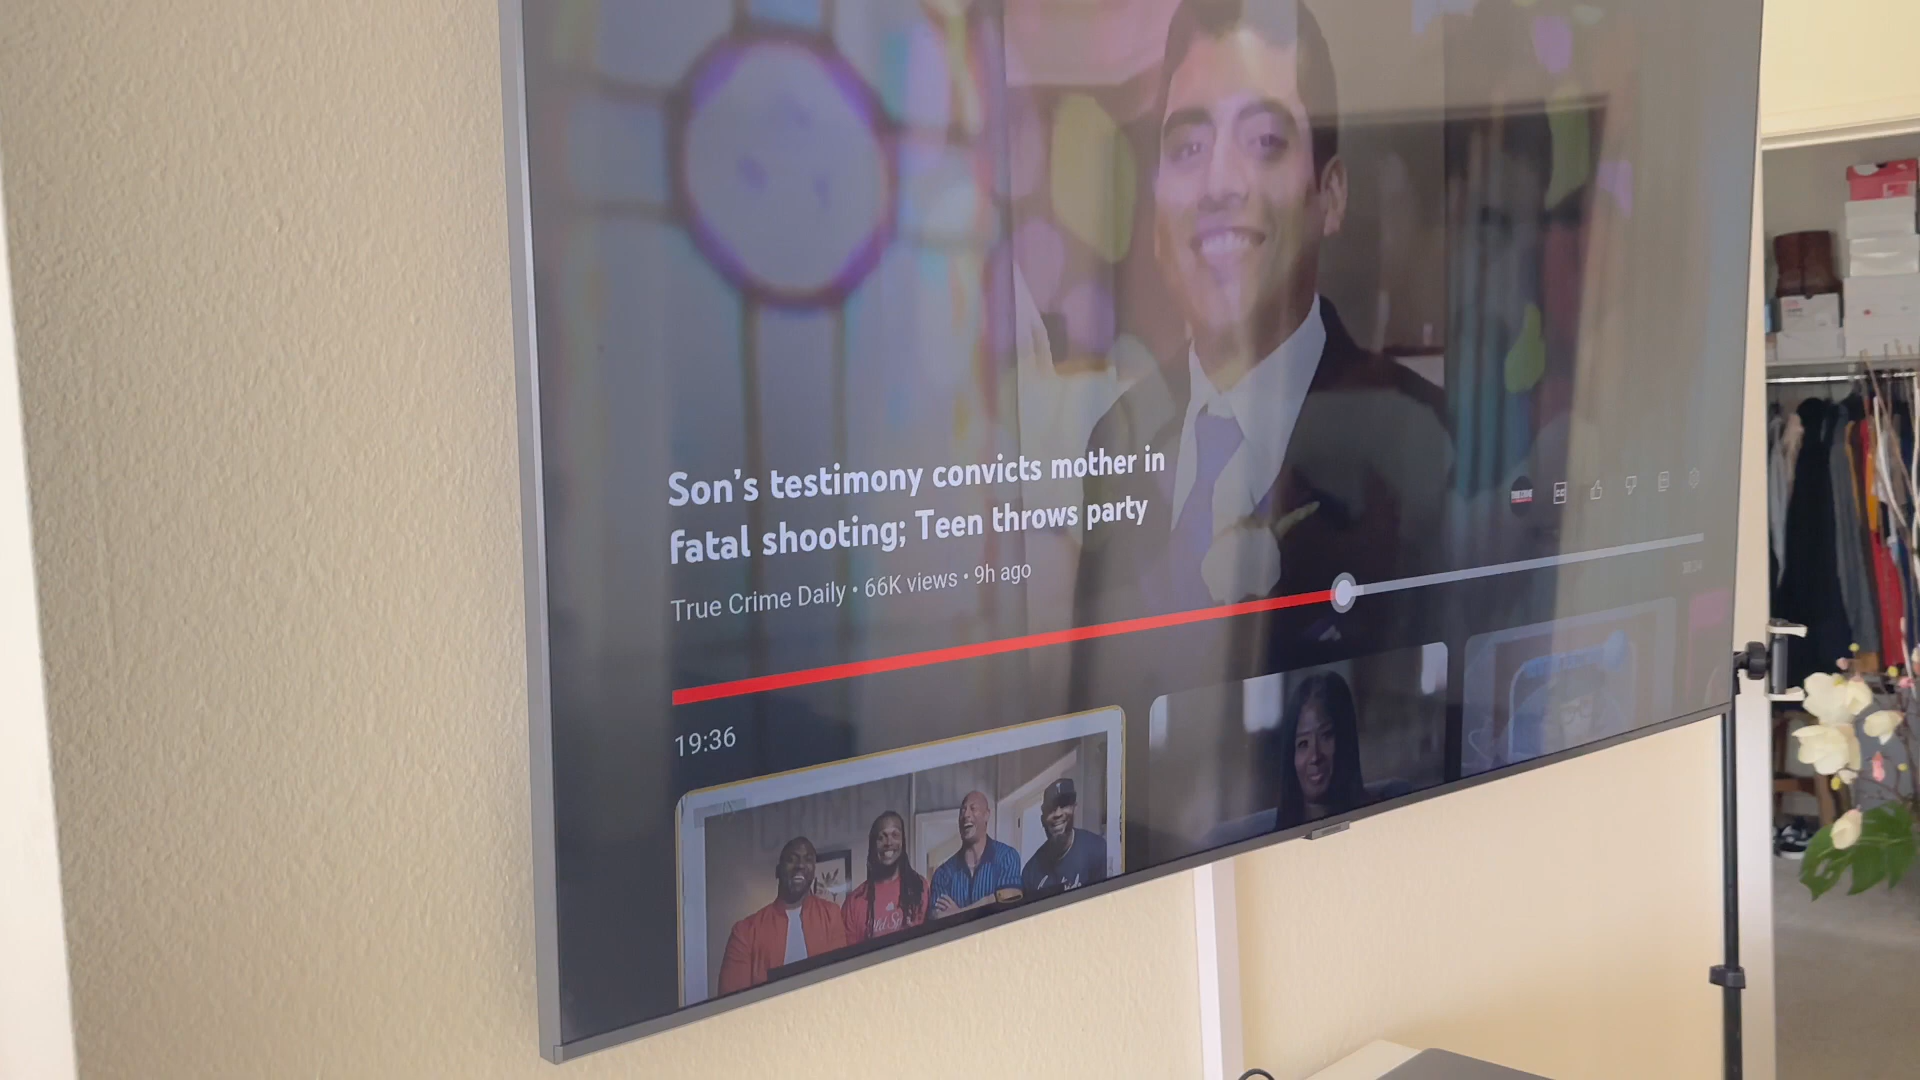 Son's testimony convicts mother in
fatal shooting; Teen throws party
True Crime Daily • 66K views • 9h ago
19:36